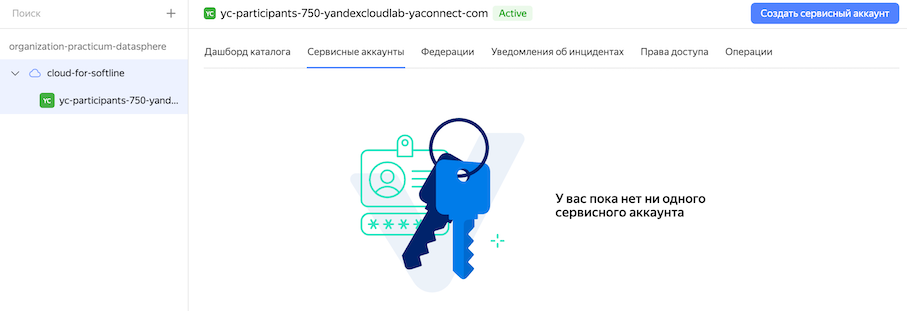 Поиск
organization-practicum-datasphere
cloud-for-softline
YC yc-participants-750-yand...
YC yc-participants-750-yandexcloudlab-yaconnect-com Active
Создать сервисный аккаунт
Дашборд каталога Сервисные аккаунты Федерации Уведомления об инцидентах Права доступа Операции
У вас пока нет ни одного
сервисного аккаунта